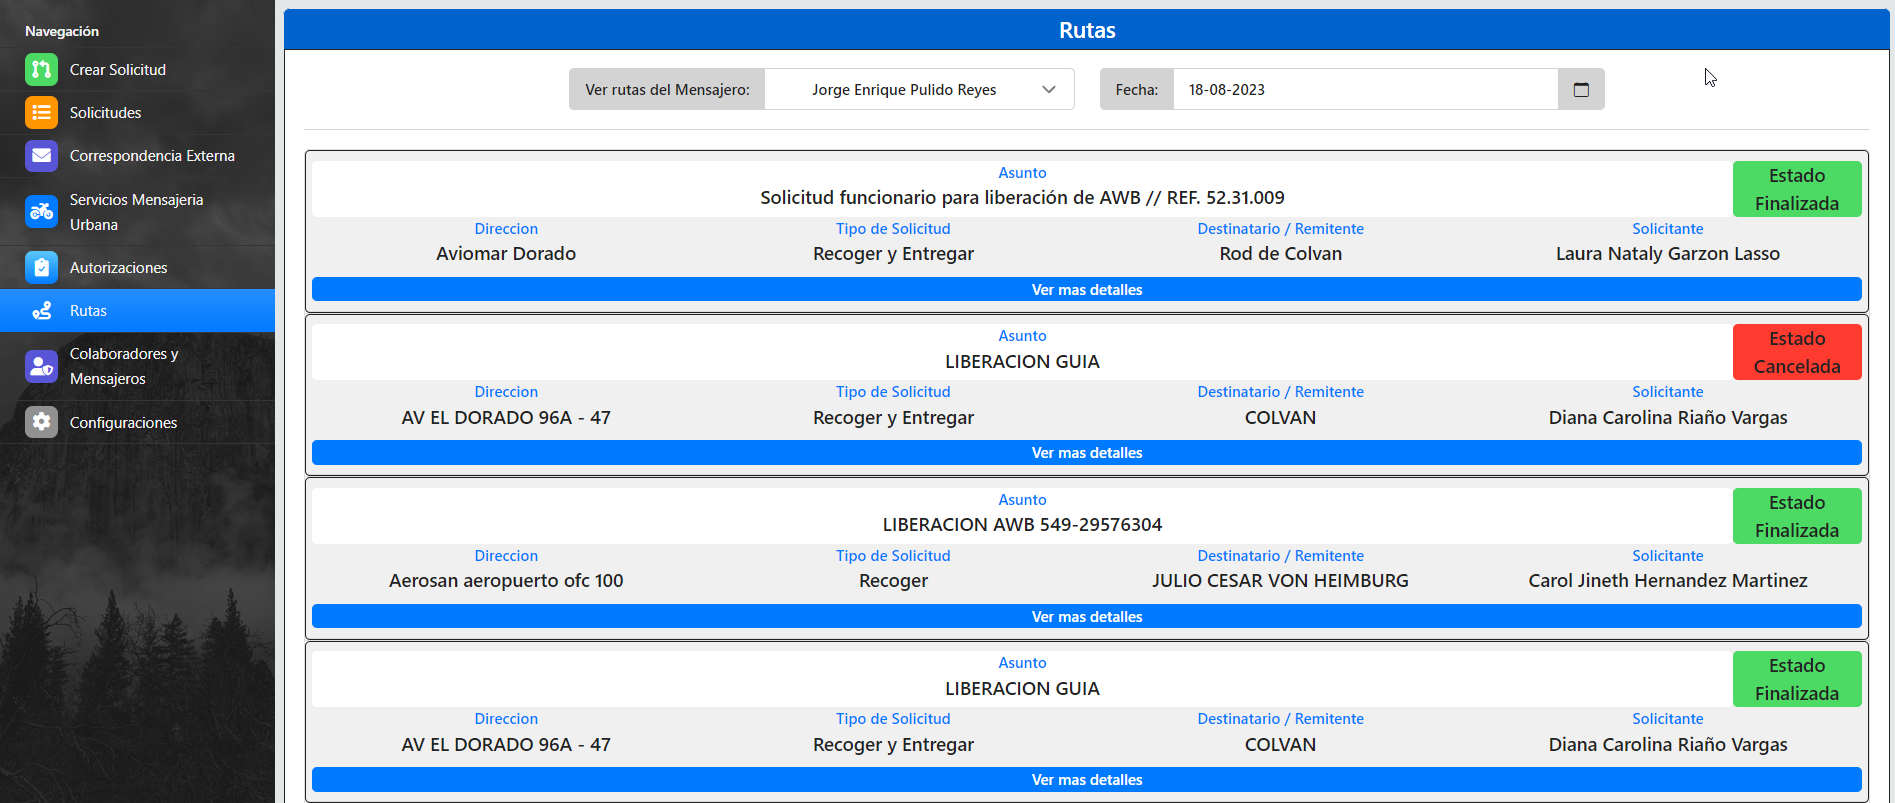 Navegación
Crear Solicitud
Solicitudes
Correspondencia Externa
Servicios Mensajeria
Urbana
Autorizaciones
Rutas
Colaboradores y
Mensajeros
Configuraciones
Rutas
Ver rutas del Mensajero: Jorge Enrique Pulido Reyes Fecha: 18-08-2023
Asunto
Solicitud funcionario para liberación de AWB // REF. 52.31.009
Estado
Finalizada
Direccion Tipo de Solicitud Destinatario / Remitente Solicitante
Aviomar Dorado Recoger y Entregar Rod de Colvan Laura Nataly Garzon Lasso
Ver mas detalles
Asunto
LIBERACION GUIA
Estado
Cancelada
Direccion Tipo de Solicitud Destinatario / Remitente Solicitante
AV EL DORADO 96A - 47 Recoger y Entregar COLVAN Diana Carolina Riaño Vargas
Ver mas detalles
Asunto
LIBERACION AWB 549-29576304
Estado
Finalizada
Direccion Tipo de Solicitud Destinatario / Remitente Solicitante
Aerosan aeropuerto ofc 100 Recoger JULIO CESAR VON HEIMBURG Carol Jineth Hernandez Martinez
Ver mas detalles
Asunto
LIBERACION GUIA
Estado
Finalizada
Direccion Tipo de Solicitud Destinatario / Remitente Solicitante
AV EL DORADO 96A - 47 Recoger y Entregar COLVAN Diana Carolina Riaño Vargas
Ver mas detalles